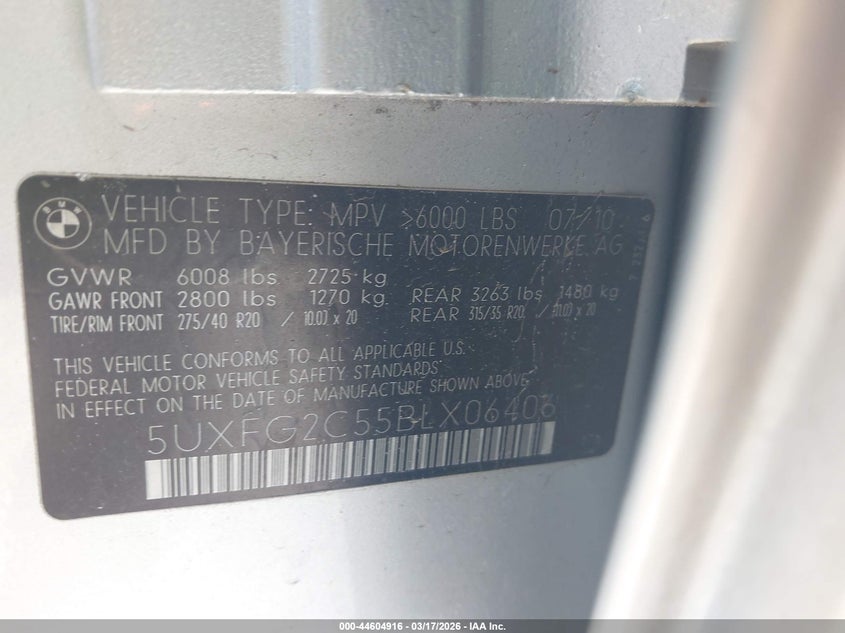 BMW
VEHICLE TYPE: MPV >6000 LBS 07/10
MFD BY BAYERISCHE MOTORENWERKE AG
GVWR 6008 lbs 2725 kg
GAWR FRONT 2800 lbs 1270 kg REAR 3263 lbs 1480 kg
TIRE/RIM FRONT 275/40 R20 / 10.0J x 20 REAR 315/35 R20 / x 20
THIS VEHICLE CONFORMS TO ALL APPLICABLE U.S.
FEDERAL MOTOR VEHICLE SAFETY STANDARDS
IN EFFECT ON THE DATE OF MANUFACTURE SHOWN ABOVE
5UXFG2C55BLX06406
000-44604916 - 03/17/2026 - IAA Inc.